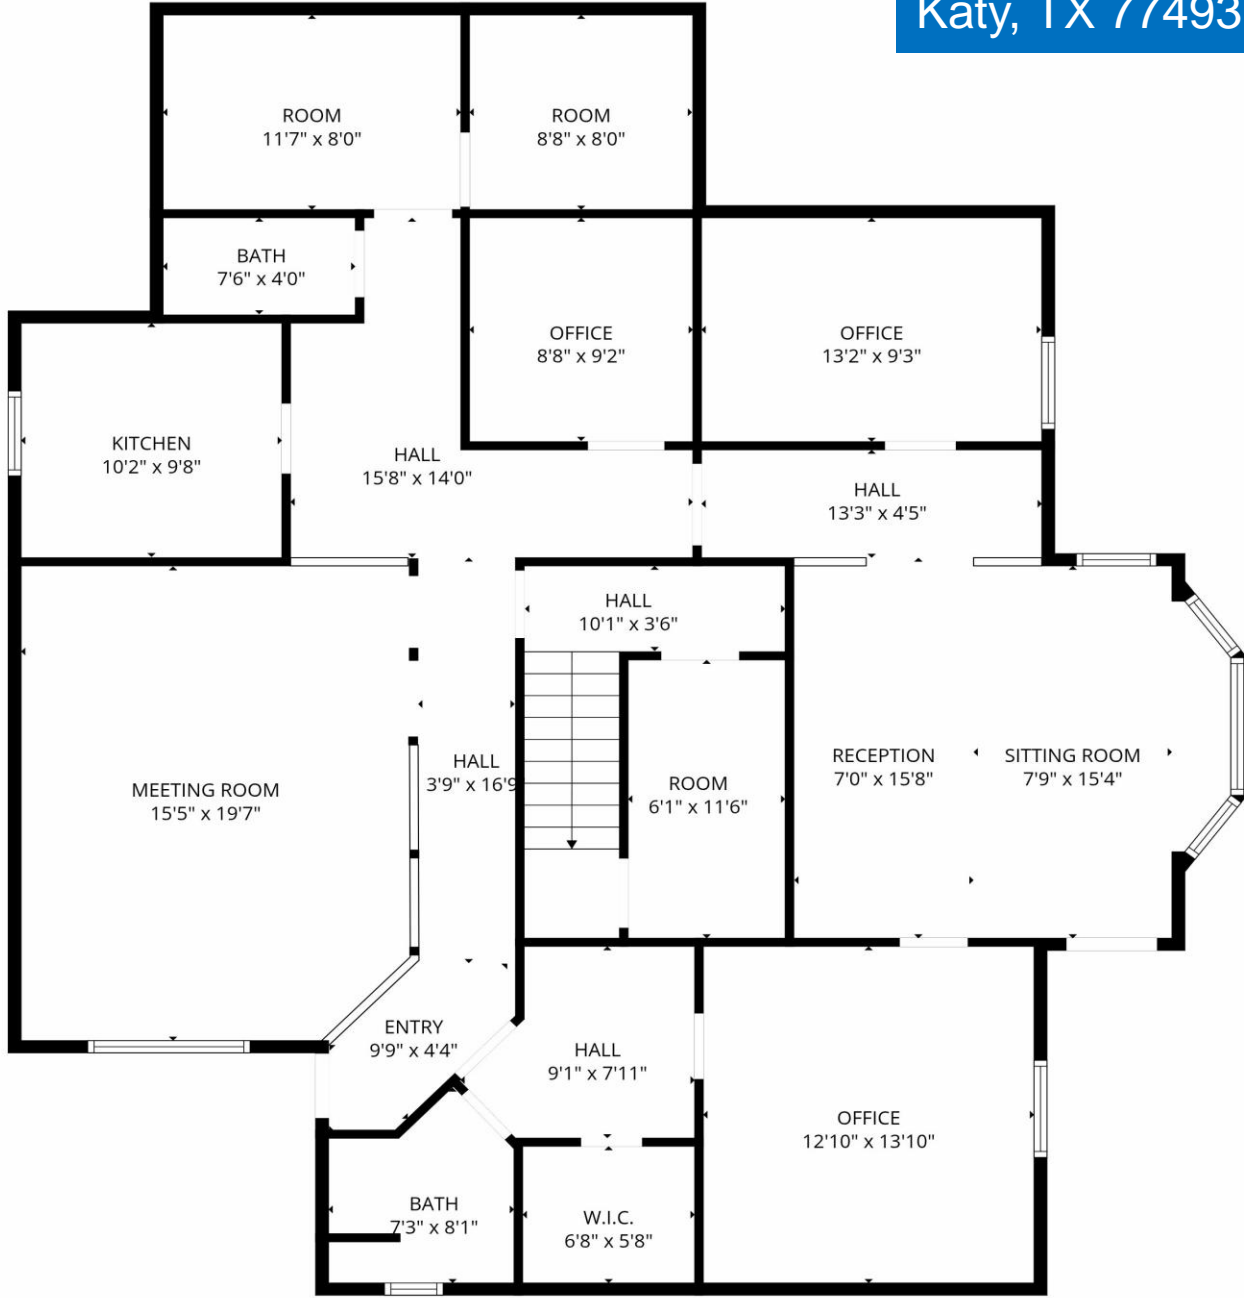 Katy, TX 77493
ROOM
11'7" x 8'0"
ROOM
8'8" x 8'0"
BATH
7'6" x 4'0"
OFFICE
8'8" x 9'2"
OFFICE
13'2" x 9'3"
KITCHEN
10'2" x 9'8"
HALL
15'8" x 14'0"
HALL
13'3" x 4'5"
HALL
10'1" x 3'6"
MEETING ROOM
15'5" x 19'7"
HALL
3'9" x 16'9
ROOM
6'1" x 11'6"
RECEPTION
7'0" x 15'8"
SITTING ROOM
7'9" x 15'4"
ENTRY
9'9" x 4'4"
HALL
9'1" x 7'11"
OFFICE
12'10" x 13'10"
BATH
7'3" x 8'1"
W.I.C.
6'8" x 5'8"